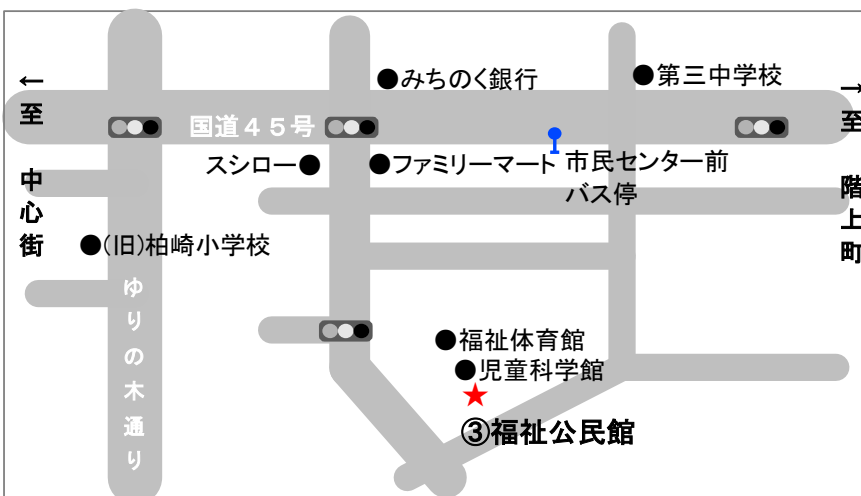 ←至 中心街
→至 階上町
●みちのく銀行
●第三中学校
国道４５号
スシロー●
●ファミリーマート
市民センター前
バス停
●(旧)柏崎小学校
ゆりの木通り
●福祉体育館
●児童科学館
★
③福祉公民館